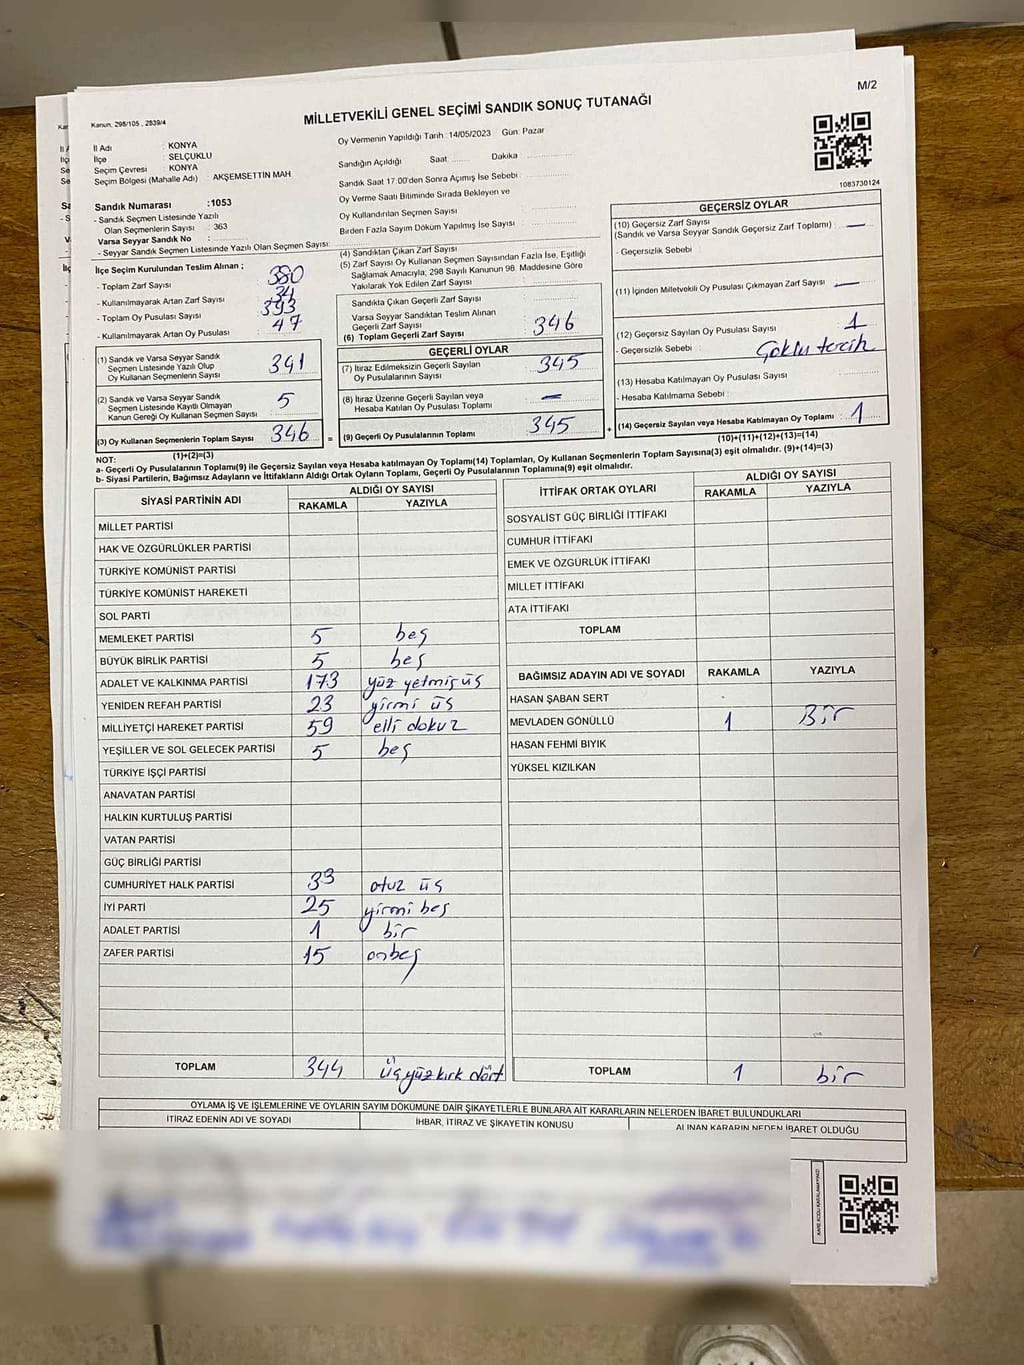 M/2
Kanun, 298/105 , 2839/4
MİLLETVEKİLİ GENEL SEÇİMİ SANDIK SONUÇ TUTANAĞI
İl Adı : KONYA
İlçe : SELÇUKLU
Seçim Çevresi : KONYA
Seçim Bölgesi (Mahalle Adı) : AKŞEMSETTİN MAH
Sandık Numarası :1053
- Sandık Seçmen Listesinde Yazılı
Olan Seçmenlerin Sayısı : 363
Varsa Seyyar Sandık No :
- Seyyar Sandık Seçmen Listesinde Yazılı Olan Seçmen Sayısı:
Oy Vermenin Yapıldığı Tarih :14/05/2023 Gün: Pazar
Sandığın Açıldığı Saat ........ Dakika
Sandık Saat 17:00'den Sonra Açımış İse Sebebi :
Oy Verme Saati Bitiminde Sırada Bekleyen ve
Oy Kullandırılan Seçmen Sayısı :
Birden Fazla Sayım Döküm Yapılmış İse Sayısı :
1083730124
İlçe Seçim Kurulundan Teslim Alınan ;
- Toplam Zarf Sayısı : 380
- Kullanılmayarak Artan Zarf Sayısı : 34
- Toplam Oy Pusulası Sayısı : 393
- Kullanılmayarak Artan Oy Pusulası : 47
(1) Sandık ve Varsa Seyyar Sandık
Seçmen Listesinde Yazılı Olup
Oy Kullanan Seçmenlerin Sayısı : 341
(2) Sandık ve Varsa Seyyar Sandık
Seçmen Listesinde Kayıtlı Olmayan
Kanun Gereği Oy Kullanan Seçmen Sayısı : 5
(3) Oy Kullanan Seçmenlerin Toplam Sayısı : 346
(1)+(2)=(3)
(4) Sandıktan Çıkan Zarf Sayısı :
(5) Zarf Sayısı Oy Kullanan Seçmen Sayısından Fazla İse, Eşitliği
Sağlamak Amacıyla; 298 Sayılı Kanunun 98. Maddesine Göre
Yakılarak Yok Edilen Zarf Sayısı :
Sandıkta Çıkan Geçerli Zarf Sayısı :
Varsa Seyyar Sandıktan Teslim Alınan
Geçerli Zarf Sayısı :
(6) Toplam Geçerli Zarf Sayısı : 346
GEÇERLİ OYLAR
(7) İtiraz Edilmeksizin Geçerli Sayılan
Oy Pusulalarının Sayısı : 345
(8) İtiraz Üzerine Geçerli Sayılan veya
Hesaba Katılan Oy Pusulası Toplamı : —
= (9) Geçerli Oy Pusulalarının Toplamı : 345
GEÇERSİZ OYLAR
(10) Geçersiz Zarf Sayısı : —
(Sandık ve Varsa Seyyar Sandık Geçersiz Zarf Toplamı)
- Geçersizlik Sebebi :
(11) İçinden Milletvekili Oy Pusulası Çıkmayan Zarf Sayısı : —
(12) Geçersiz Sayılan Oy Pusulası Sayısı : 1
- Geçersizlik Sebebi : Çoklu tercih
(13) Hesaba Katılmayan Oy Pusulası Sayısı :
- Hesaba Katılmama Sebebi :
+ (14) Geçersiz Sayılan veya Hesaba Katılmayan Oy Toplamı : 1
(10)+(11)+(12)+(13)=(14)
NOT:
a- Geçerli Oy Pusulalarının Toplamı(9) ile Geçersiz Sayılan veya Hesaba katılmayan Oy Toplamı(14) Toplamları, Oy Kullanan Seçmenlerin Toplam Sayısına(3) eşit olmalıdır. (9)+(14)=(3)
b- Siyasi Partilerin, Bağımsız Adayların ve İttifakların Aldığı Ortak Oyların Toplamı, Geçerli Oy Pusulalarının Toplamına(9) eşit olmalıdır.
SİYASİ PARTİNİN ADI ALDIĞI OY SAYISI
RAKAMLA YAZIYLA
MİLLET PARTİSİ
HAK VE ÖZGÜRLÜKLER PARTİSİ
TÜRKİYE KOMÜNİST PARTİSİ
TÜRKİYE KOMÜNİST HAREKETİ
SOL PARTİ
MEMLEKET PARTİSİ 5 beş
BÜYÜK BİRLİK PARTİSİ 5 beş
ADALET VE KALKINMA PARTİSİ 173 yüz yetmiş üç
YENİDEN REFAH PARTİSİ 23 yirmi üç
MİLLİYETÇİ HAREKET PARTİSİ 59 elli dokuz
YEŞİLLER VE SOL GELECEK PARTİSİ 5 beş
TÜRKİYE İŞÇİ PARTİSİ
ANAVATAN PARTİSİ
HALKIN KURTULUŞ PARTİSİ
VATAN PARTİSİ
GÜÇ BİRLİĞİ PARTİSİ
CUMHURİYET HALK PARTİSİ 33 otuz üç
İYİ PARTİ 25 yirmi beş
ADALET PARTİSİ 1 bir
ZAFER PARTİSİ 15 onbeş
TOPLAM 344 üçyüzkırk dört
İTTİFAK ORTAK OYLARI ALDIĞI OY SAYISI
RAKAMLA YAZIYLA
SOSYALİST GÜÇ BİRLİĞİ İTTİFAKI
CUMHUR İTTİFAKI
EMEK VE ÖZGÜRLÜK İTTİFAKI
MİLLET İTTİFAKI
ATA İTTİFAKI
TOPLAM
BAĞIMSIZ ADAYIN ADI VE SOYADI RAKAMLA YAZIYLA
HASAN ŞABAN SERT
MEVLADEN GÖNÜLLÜ 1 Bir
HASAN FEHMİ BIYIK
YÜKSEL KIZILKAN
TOPLAM 1 bir
OYLAMA İŞ VE İŞLEMLERİNE VE OYLARIN SAYIM DÖKÜMÜNE DAİR ŞİKAYETLERLE BUNLARA AİT KARARLARIN NELERDEN İBARET BULUNDUKLARI
İTİRAZ EDENİN ADI VE SOYADI İHBAR, İTİRAZ VE ŞİKAYETİN KONUSU ALINAN KARARIN NEDEN İBARET OLDUĞU